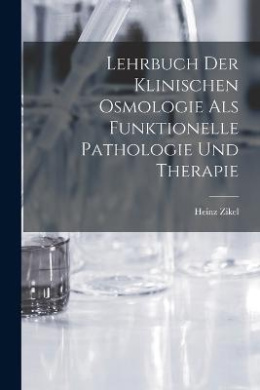 Lehrbuch Der
Klinischen
Osmologie Als
Funktionelle
Pathologie Und
Therapie
Heinz Zikel